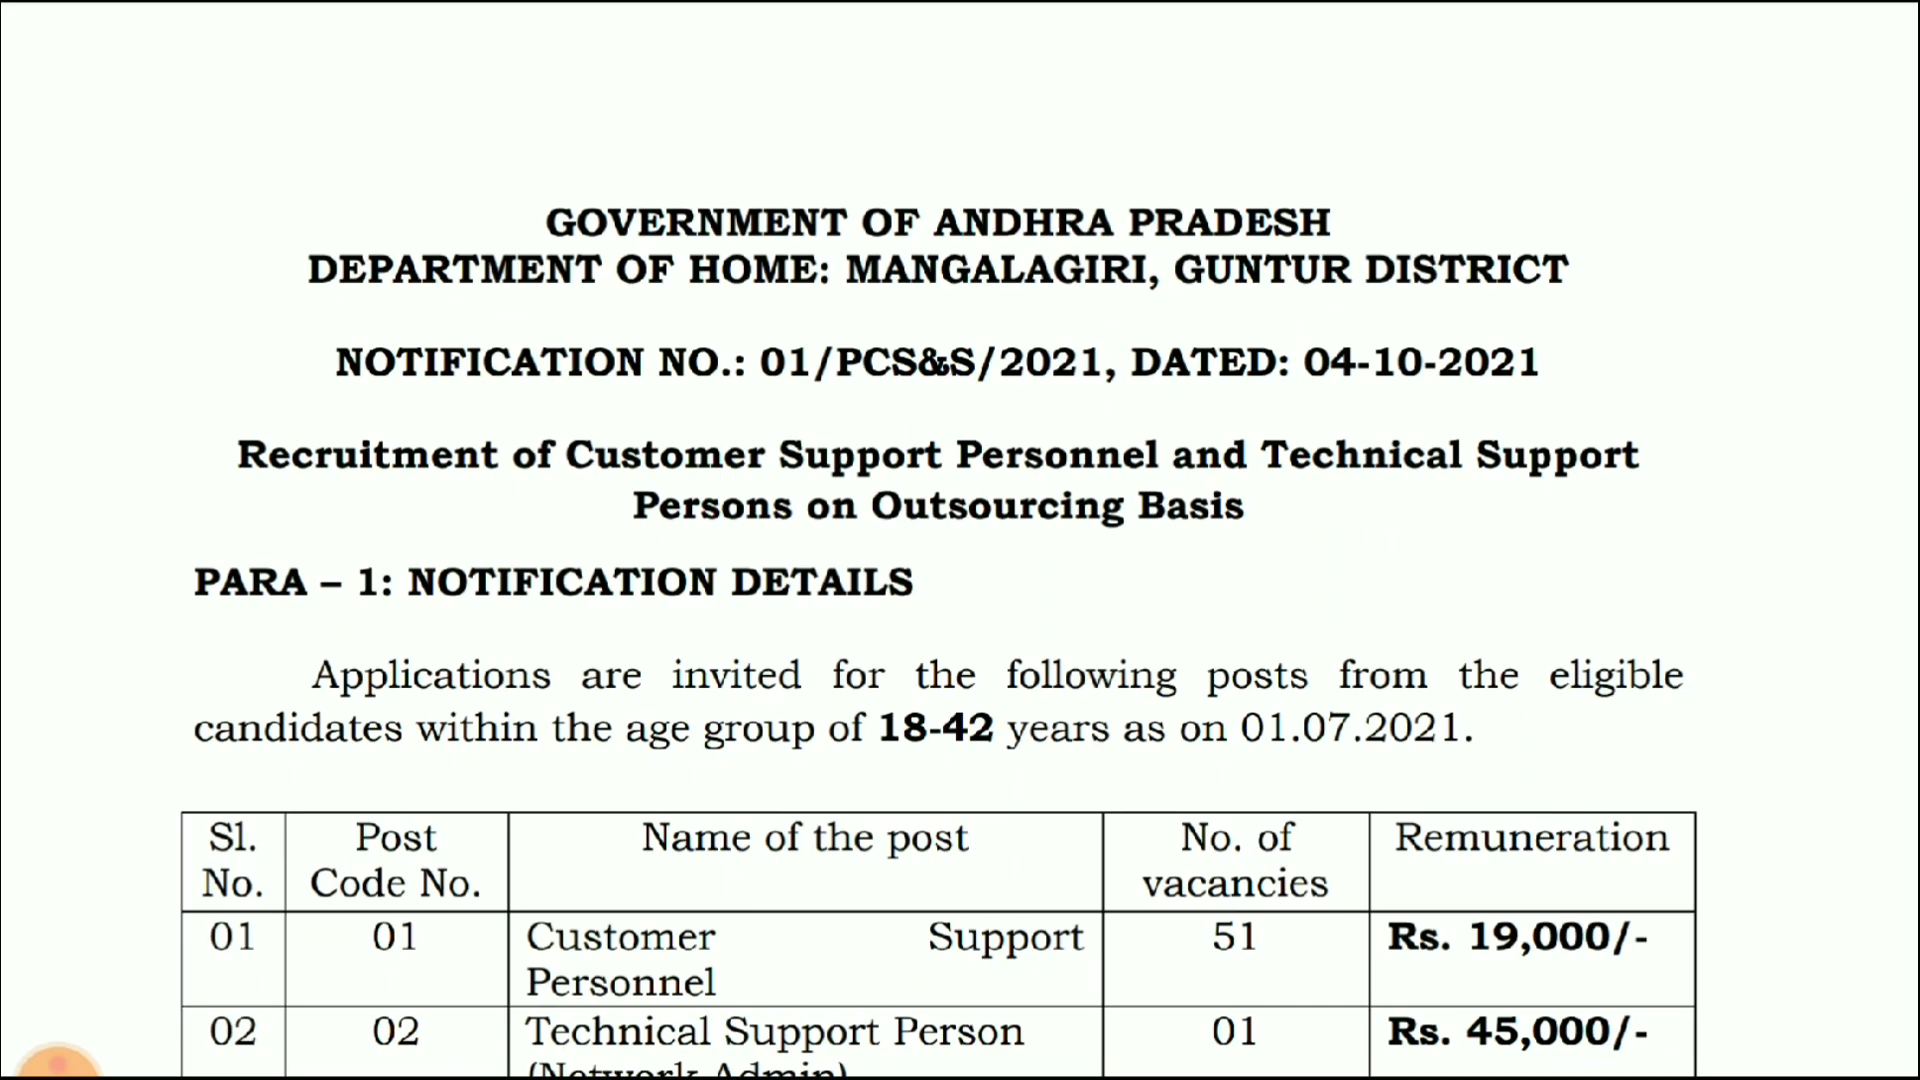 GOVERNMENT OF ANDHRA PRADESH
DEPARTMENT OF HOME: MANGALAGIRI, GUNTUR DISTRICT
NOTIFICATION NO.: 01/PCS&S/2021, DATED: 04-10-2021
Recruitment of Customer Support Personnel and Technical Support
Persons on Outsourcing Basis
PARA – 1: NOTIFICATION DETAILS
Applications are invited for the following posts from the eligible
candidates within the age group of 18-42 years as on 01.07.2021.
Sl. No. Post Code No. Name of the post No. of vacancies Remuneration
01 01 Customer Support Personnel 51 Rs. 19,000/-
02 02 Technical Support Person 01 Rs. 45,000/-
(Network Admin)